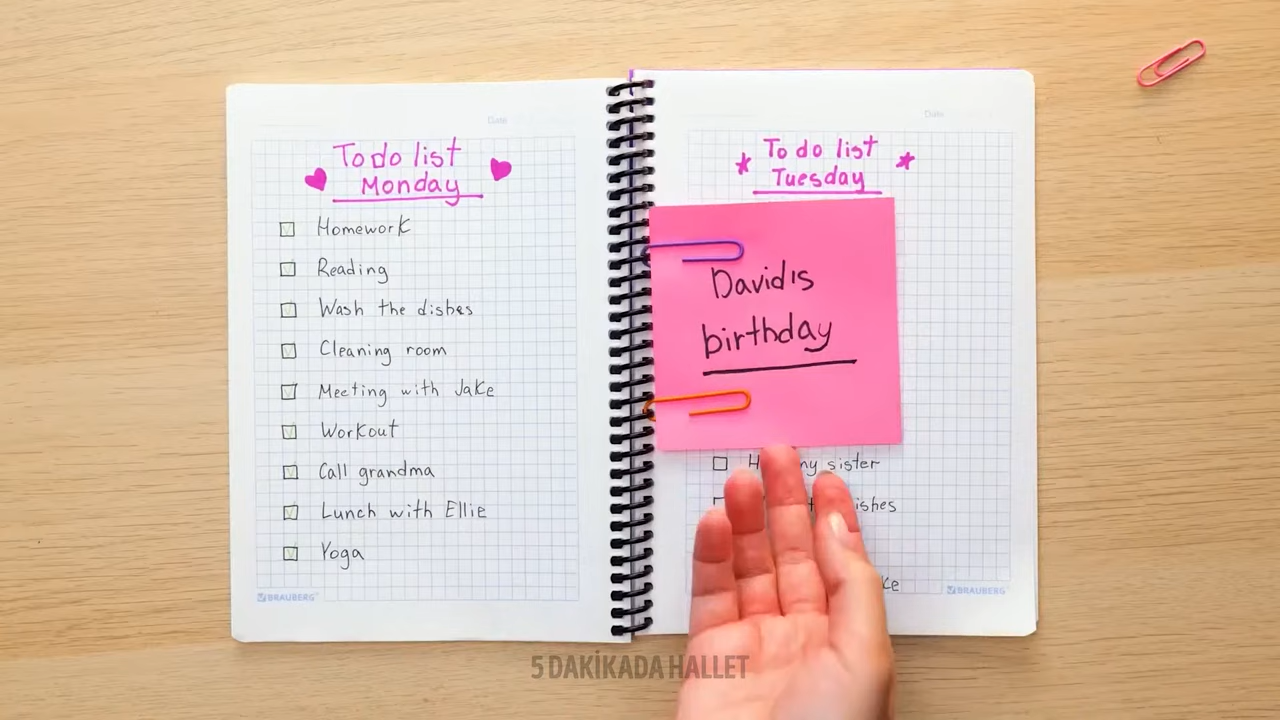 Date
To do list
Monday
Homework
Reading
Wash the dishes
Cleaning room
Meeting with Jake
Workout
Call grandma
Lunch with Ellie
Yoga
BRAUBERG
Date
To do list
Tuesday
David's
birthday
my sister
BRAUBERG
5 DAKİKADA HALLET